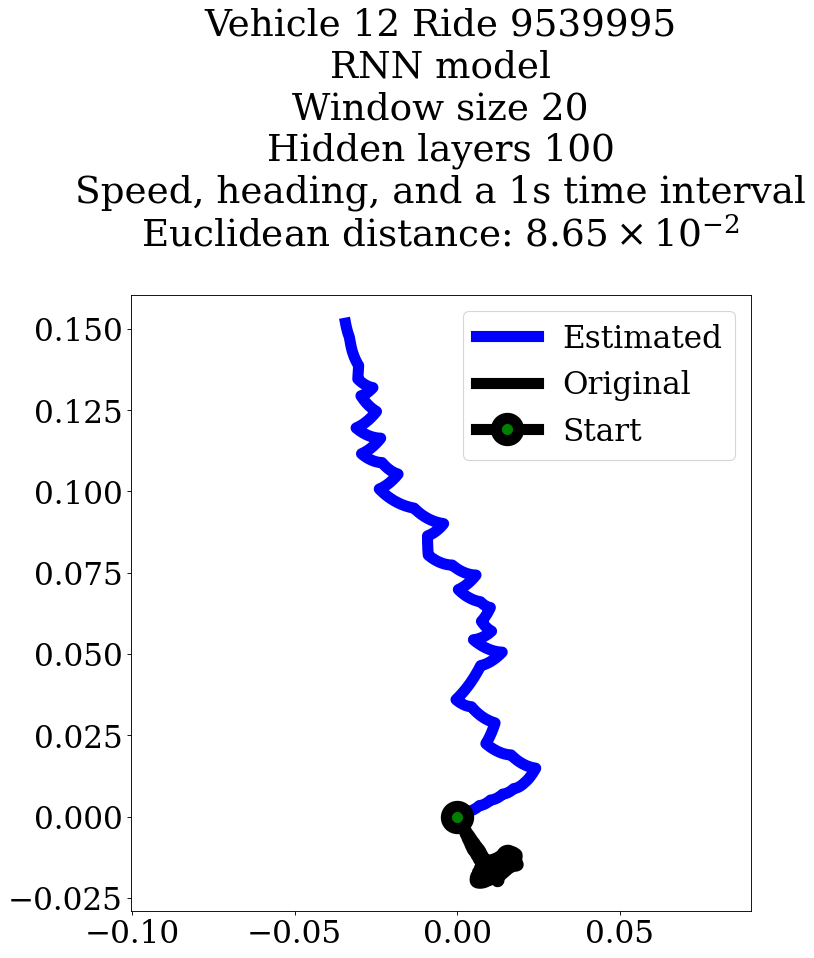 Vehicle 12 Ride 9539995
RNN model
Window size 20
Hidden layers 100
Speed, heading, and a 1s time interval
Euclidean distance: 8.65 × 10⁻²
Estimated
Original
Start
0.150
0.125
0.100
0.075
0.050
0.025
0.000
−0.025
−0.10 −0.05 0.00 0.05